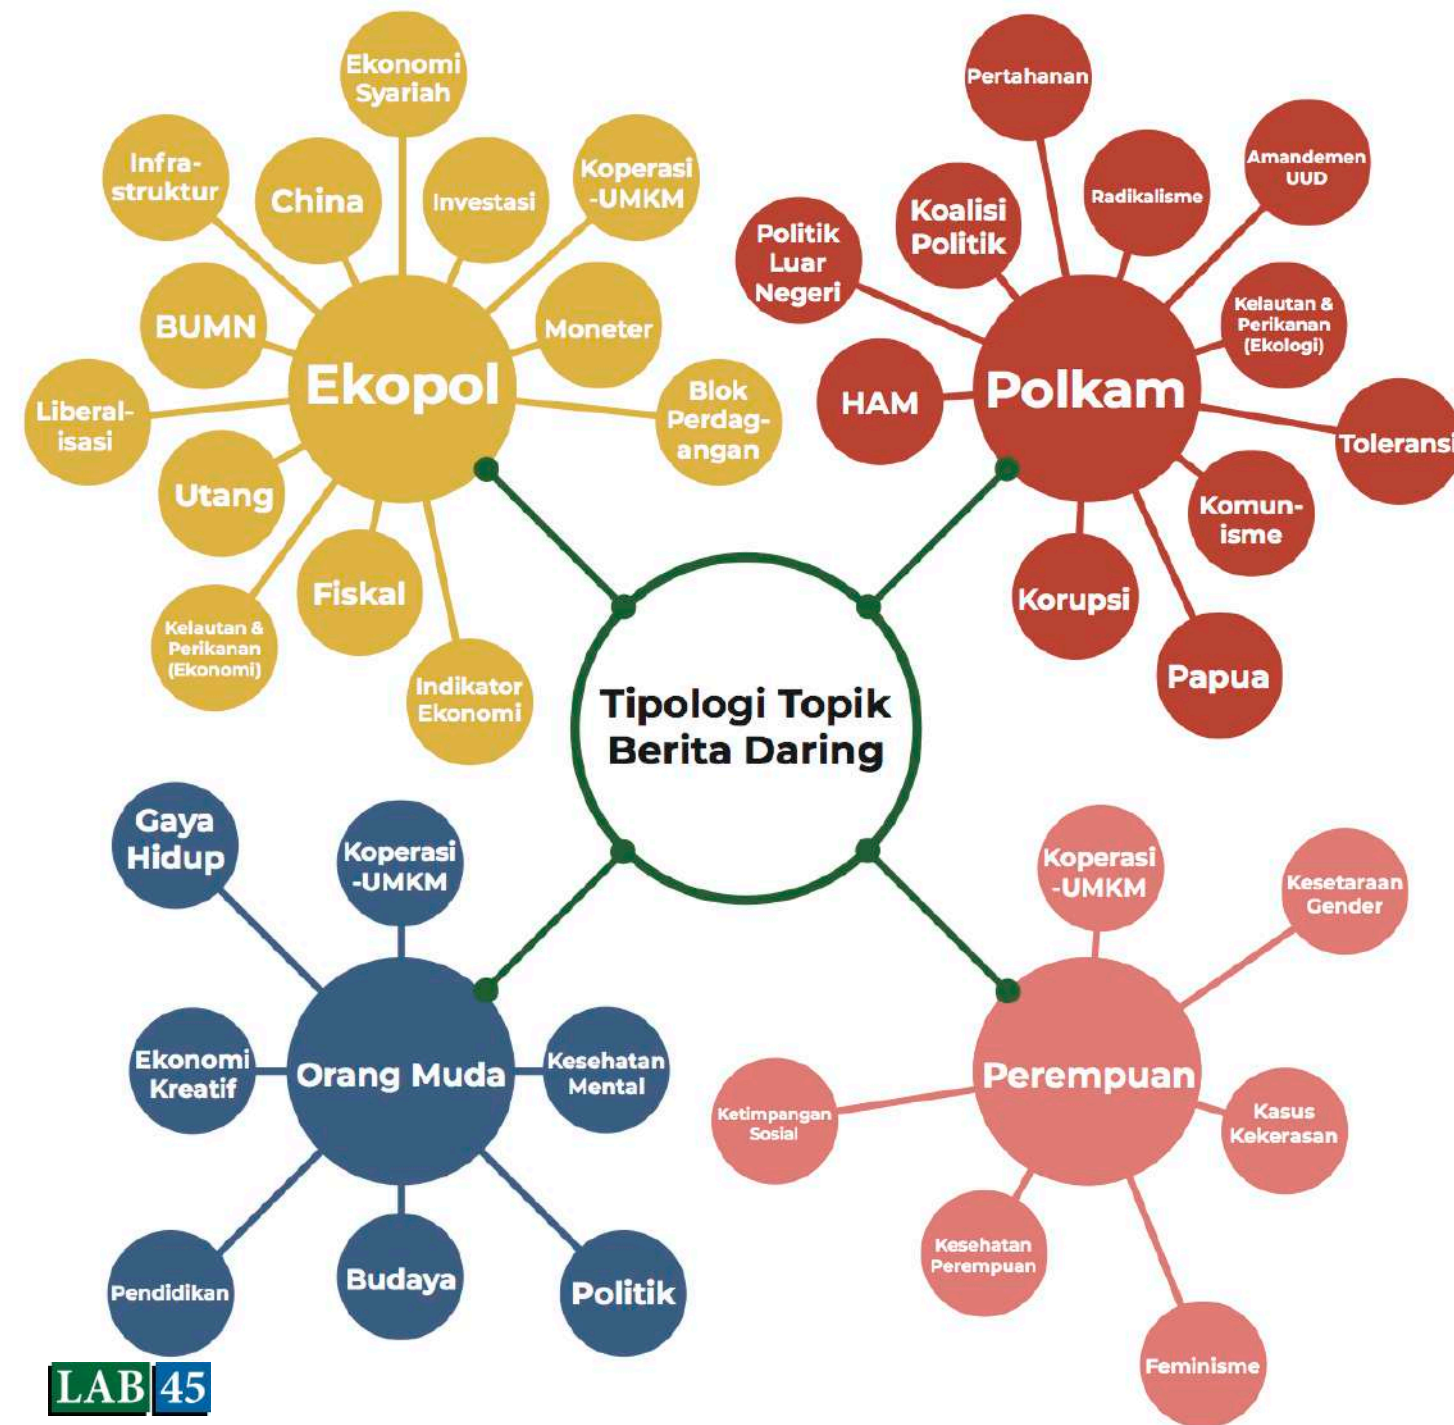 Ekonomi
Syariah
Infra-
struktur
China
Investasi
Koperasi
-UMKM
BUMN
Moneter
Ekopol
Liberal-
isasi
Blok
Perdag-
angan
Utang
Fiskal
Kelautan &
Perikanan
(Ekonomi)
Indikator
Ekonomi
Pertahanan
Amandemen
UUD
Radikalisme
Koalisi
Politik
Politik
Luar
Negeri
Kelautan &
Perikanan
(Ekologi)
HAM
Polkam
Toleransi
Komun-
isme
Korupsi
Papua
Tipologi Topik
Berita Daring
Gaya
Hidup
Koperasi
-UMKM
Ekonomi
Kreatif
Orang Muda
Kesehatan
Mental
Pendidikan
Budaya
Politik
Koperasi
-UMKM
Kesetaraan
Gender
Perempuan
Ketimpangan
Sosial
Kasus
Kekerasan
Kesehatan
Perempuan
Feminisme
LAB 45